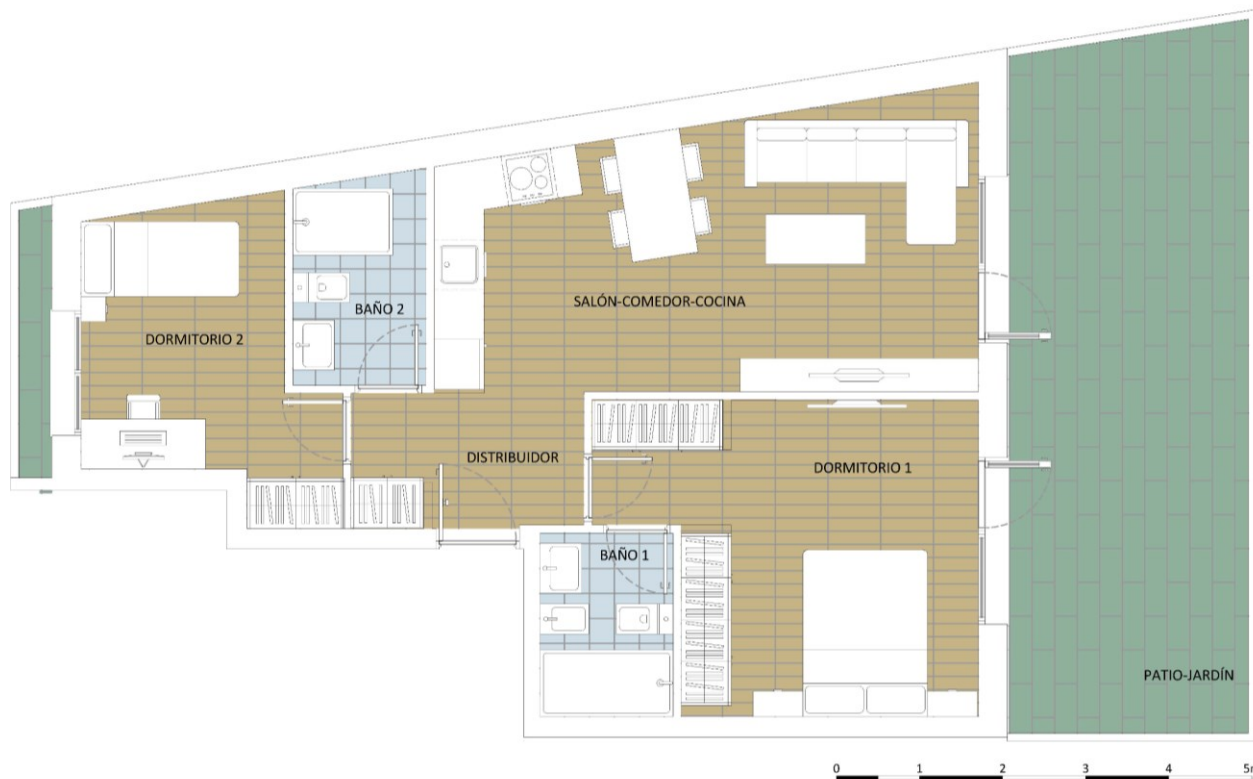 SALÓN-COMEDOR-COCINA
BAÑO 2
DORMITORIO 2
DISTRIBUIDOR
DORMITORIO 1
BAÑO 1
PATIO-JARDÍN
0 1 2 3 4 5